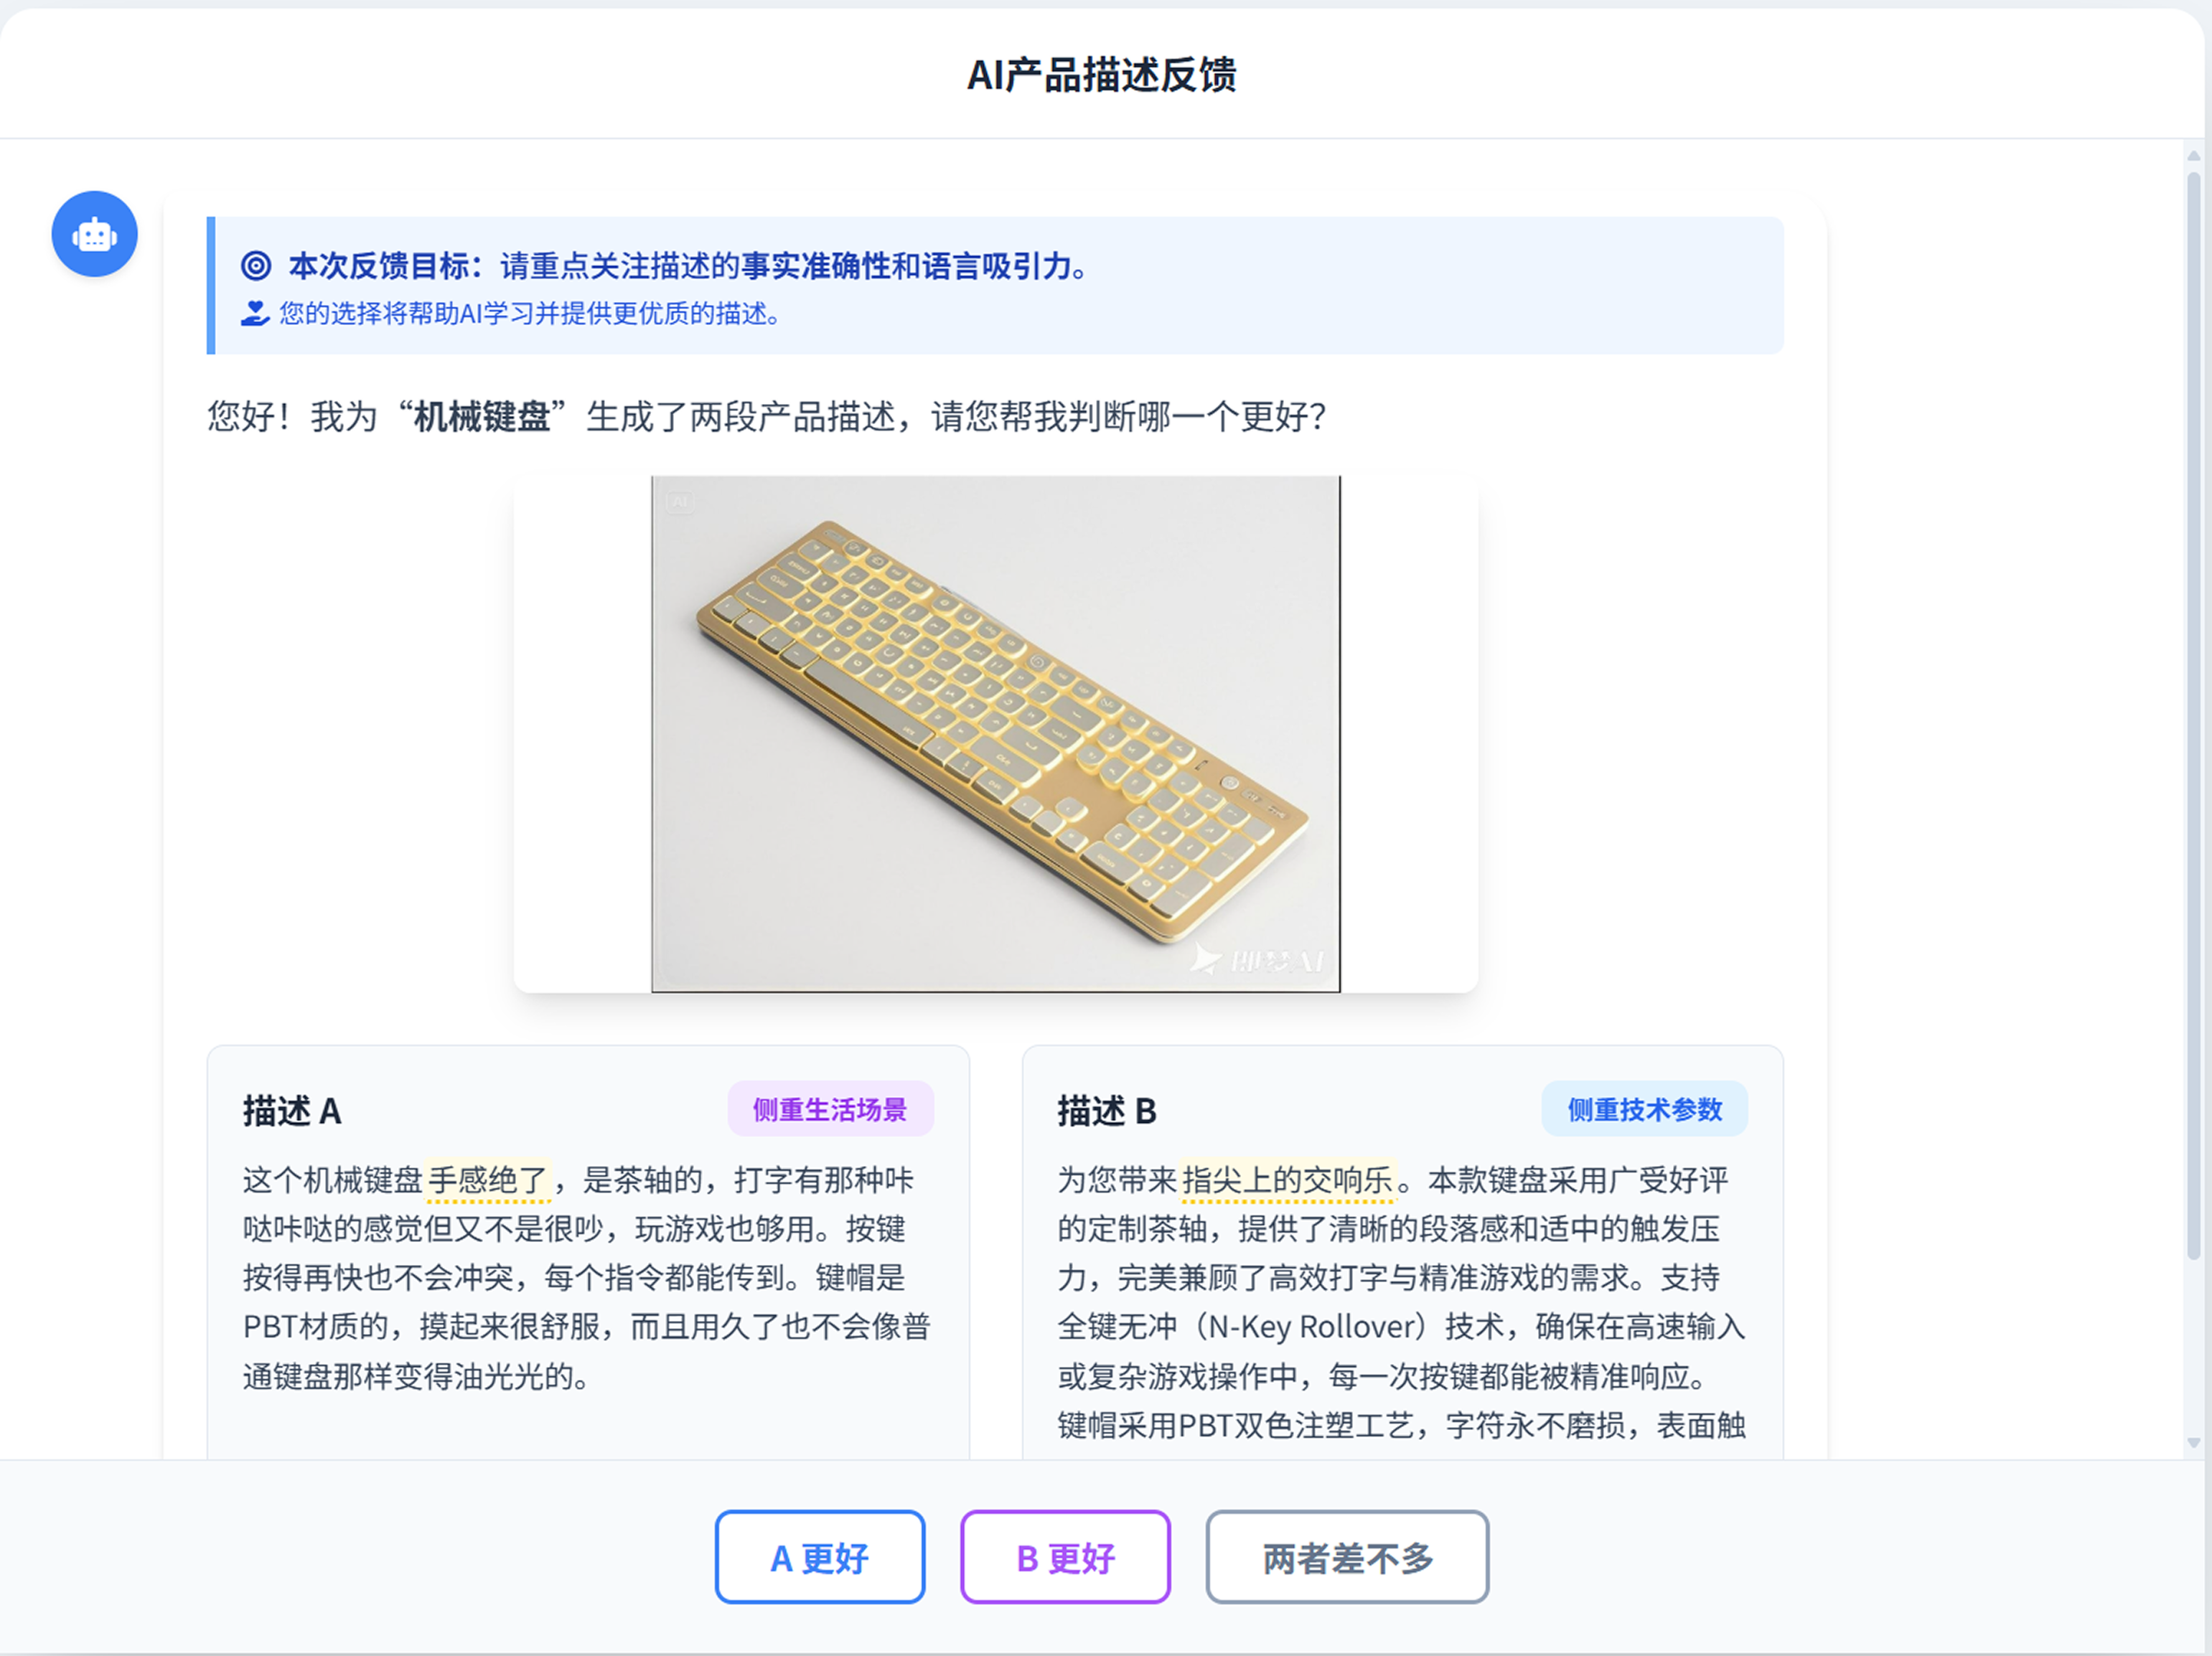 AI产品描述反馈
本次反馈目标：请重点关注描述的事实准确性和语言吸引力。
您的选择将帮助AI学习并提供更优质的描述。
您好！我为“机械键盘”生成了两段产品描述，请您帮我判断哪一个更好？
AI
即梦AI
描述 A
侧重生活场景
这个机械键盘手感绝了，是茶轴的，打字有那种咔
哒咔哒的感觉但又不是很吵，玩游戏也够用。按键
按得再快也不会冲突，每个指令都能传到。键帽是
PBT材质的，摸起来很舒服，而且用久了也不会像普
通键盘那样变得油光光的。
描述 B
侧重技术参数
为您带来指尖上的交响乐。本款键盘采用广受好评
的定制茶轴，提供了清晰的段落感和适中的触发压
力，完美兼顾了高效打字与精准游戏的需求。支持
全键无冲（N-Key Rollover）技术，确保在高速输入
或复杂游戏操作中，每一次按键都能被精准响应。
键帽采用PBT双色注塑工艺，字符永不磨损，表面触
A 更好
B 更好
两者差不多